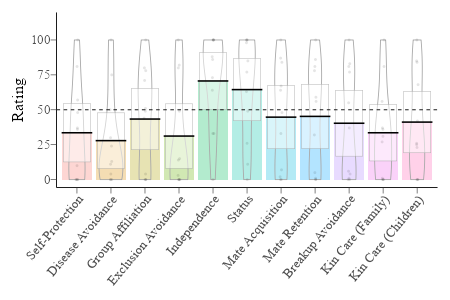 Rating
100
75
50
25
0
Self-Protection
Disease Avoidance
Group Affiliation
Exclusion Avoidance
Independence
Status
Mate Acquisition
Mate Retention
Breakup Avoidance
Kin Care (Family)
Kin Care (Children)